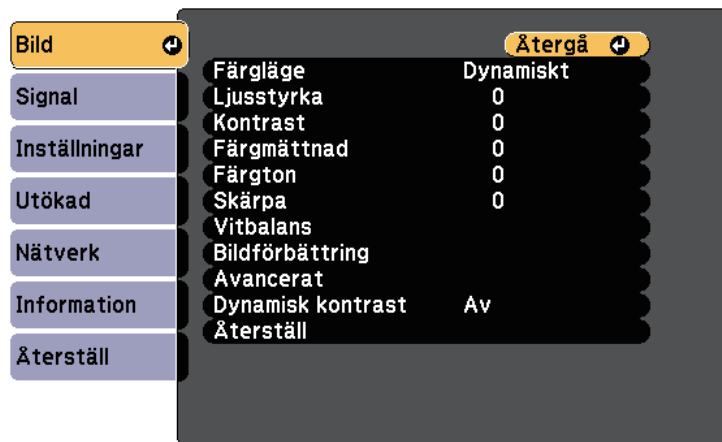 Bild
Signal
Inställningar
Utökad
Nätverk
Information
Återställ
Återgå
Färgläge Dynamiskt
Ljusstyrka 0
Kontrast 0
Färgmättnad 0
Färgton 0
Skärpa 0
Vitbalans
Bildförbättring
Avancerat
Dynamisk kontrast Av
Återställ